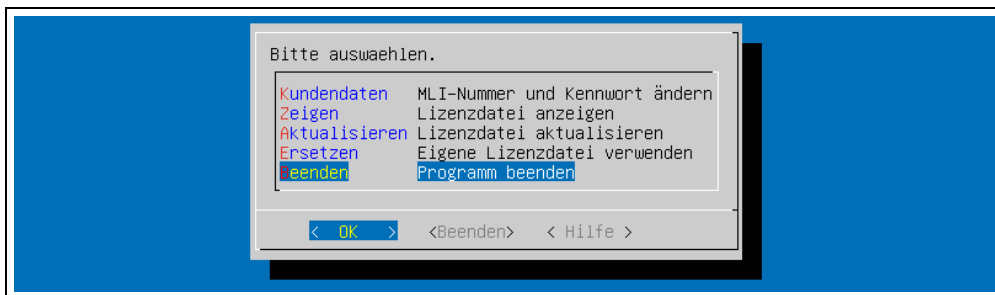 Bitte auswaehlen.
Kundendaten MLI-Nummer und Kennwort ändern
Zeigen Lizenzdatei anzeigen
Aktualisieren Lizenzdatei aktualisieren
Ersetzen Eigene Lizenzdatei verwenden
Beenden Programm beenden
< OK > <Beenden> < Hilfe >